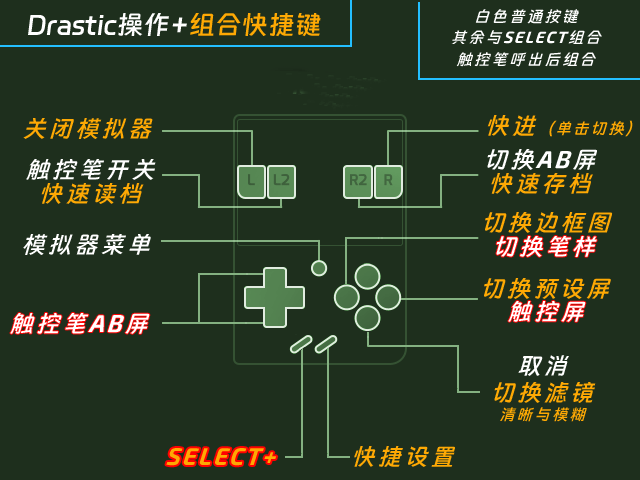 Drastic操作+组合快捷键
白色普通按键
其余与SELECT组合
触控笔呼出后组合
关闭模拟器
快进（单击切换）
触控笔开关
快速读档
L
L2
R2
R
切换AB屏
快速存档
模拟器菜单
切换边框图
切换笔样
触控笔AB屏
切换预设屏
触控屏
取消
切换滤镜
清晰与模糊
SELECT+
快捷设置